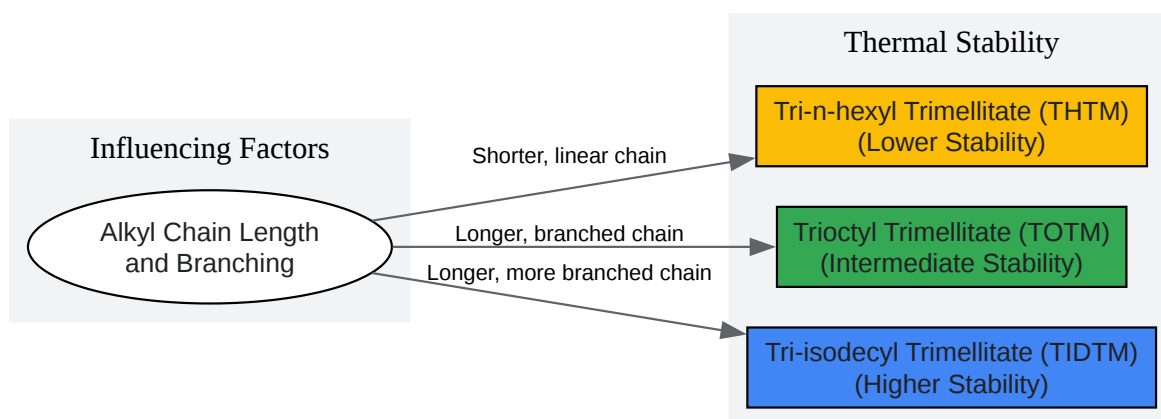 Influencing Factors
Alkyl Chain Length
and Branching
Shorter, linear chain
Longer, branched chain
Longer, more branched chain
Thermal Stability
Tri-n-hexyl Trimellitate (THTM)
(Lower Stability)
Trioctyl Trimellitate (TOTM)
(Intermediate Stability)
Tri-isodecyl Trimellitate (TIDTM)
(Higher Stability)